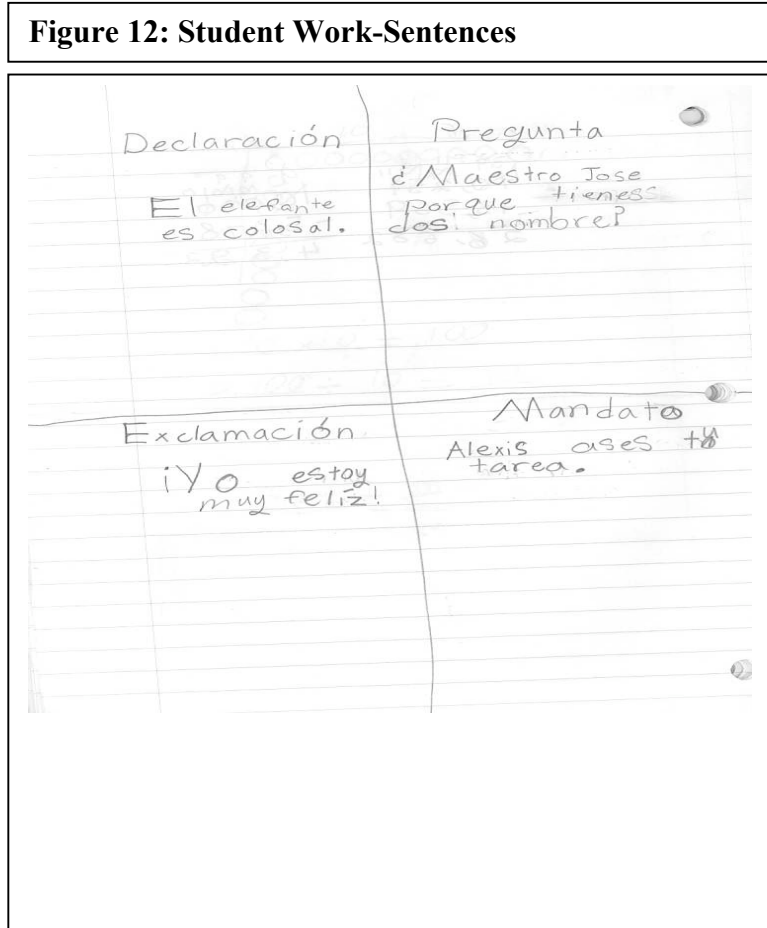 Figure 12: Student Work-Sentences
Declaración
El elefante
es colosal.
Pregunta
¿Maestro Jose
porque tieness
dos nombre?
Exclamación
¡Yo estoy
muy feliz!
Mandato
Alexis ases tu
tarea.